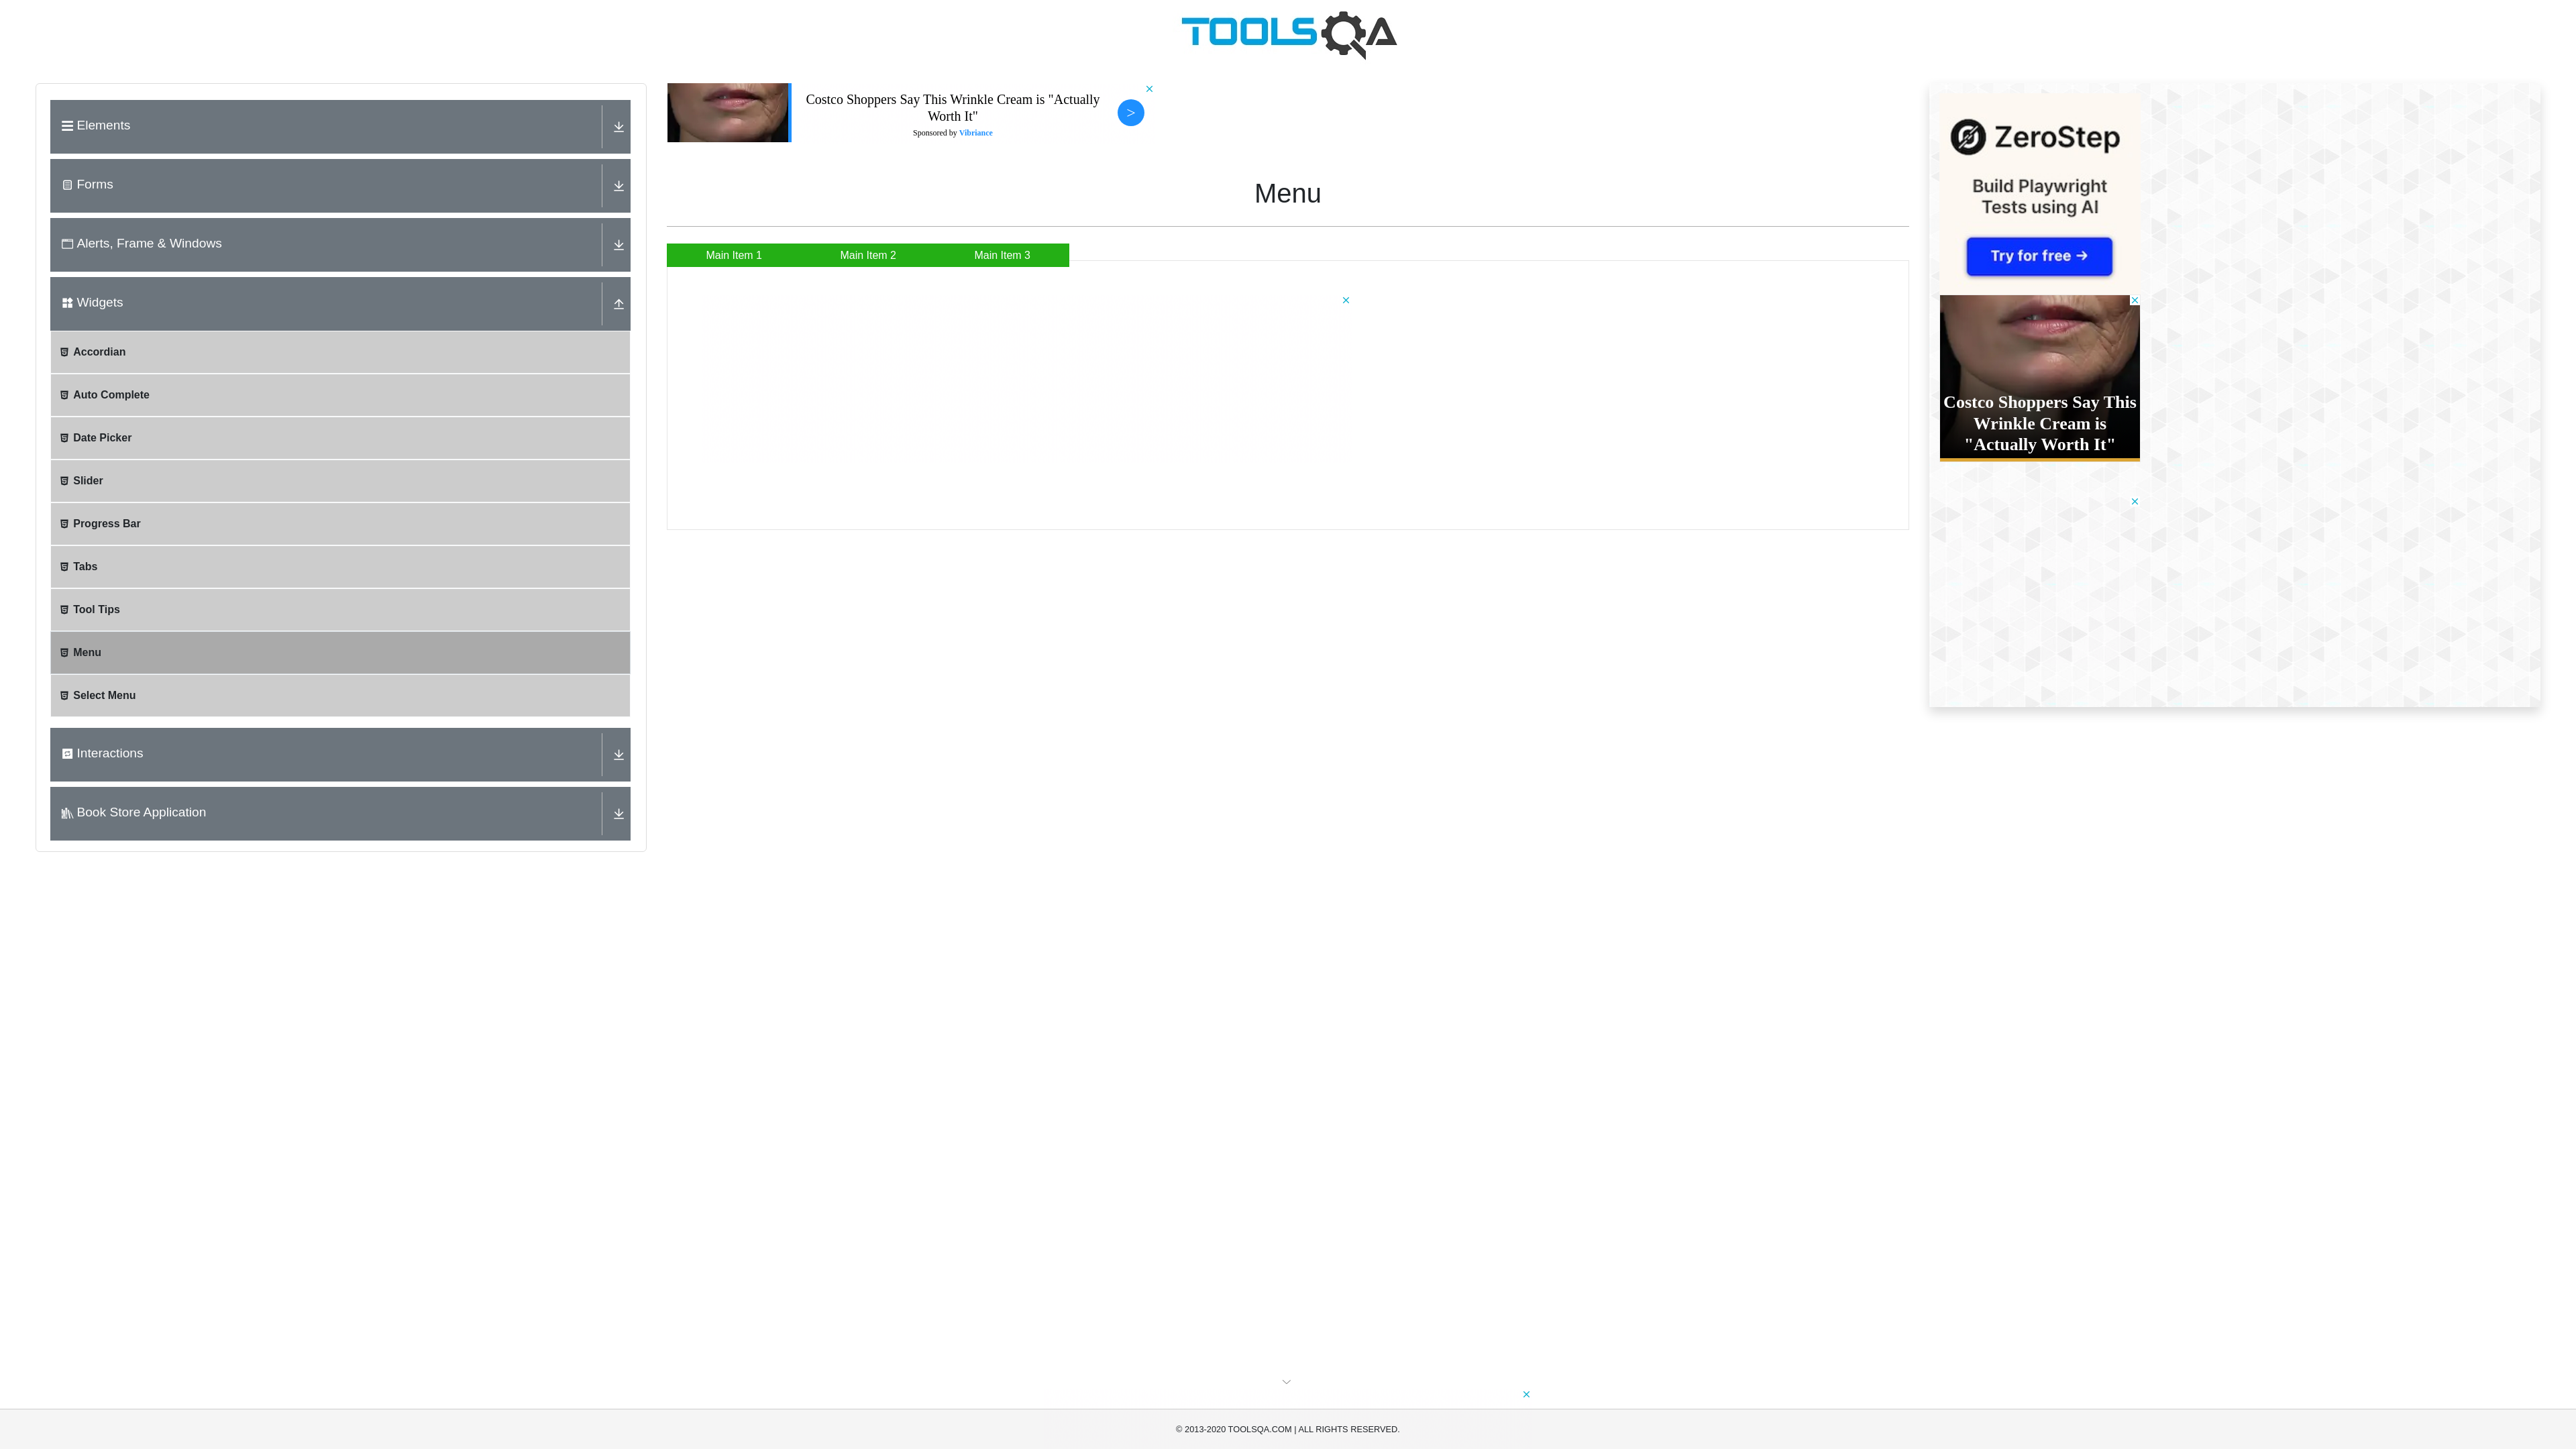 TOOLSQA
Elements
Forms
Alerts, Frame & Windows
Widgets
Accordian
Auto Complete
Date Picker
Slider
Progress Bar
Tabs
Tool Tips
Menu
Select Menu
Interactions
Book Store Application
Costco Shoppers Say This Wrinkle Cream is "Actually
Worth It"
Sponsored by Vibriance
>
Menu
Main Item 1
Main Item 2
Main Item 3
ZeroStep
Build Playwright
Tests using AI
Try for free →
Costco Shoppers Say This
Wrinkle Cream is
"Actually Worth It"
© 2013-2020 TOOLSQA.COM | ALL RIGHTS RESERVED.